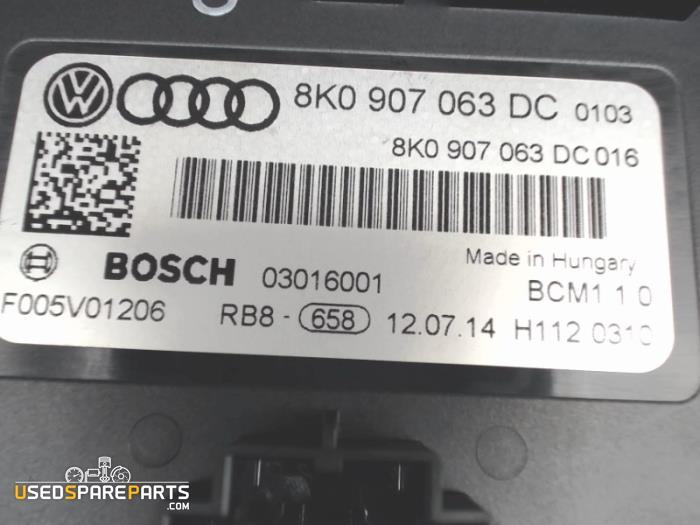 8K0 907 063 DC 0103
8K0 907 063 DC 016
Made in Hungary
BOSCH 03016001 BCM1 1.0
F005V01206 RB8 - 658 12.07.14 H112 0310
USEDSPAREPARTS.COM